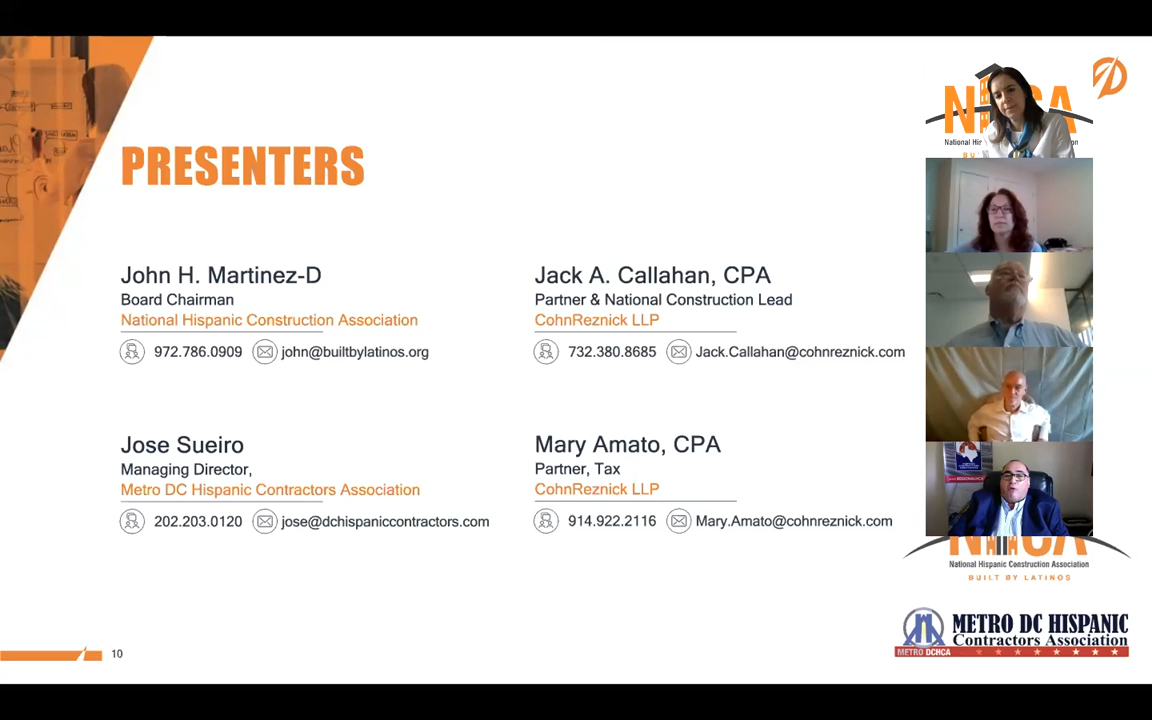 PRESENTERS
John H. Martinez-D
Board Chairman
National Hispanic Construction Association
972.786.0909 john@builtbylatinos.org
Jack A. Callahan, CPA
Partner & National Construction Lead
CohnReznick LLP
732.380.8685 Jack.Callahan@cohnreznick.com
Jose Sueiro
Managing Director,
Metro DC Hispanic Contractors Association
202.203.0120 jose@dchispaniccontractors.com
Mary Amato, CPA
Partner, Tax
CohnReznick LLP
914.922.2116 Mary.Amato@cohnreznick.com
National Hispanic Construction Association
BUILT BY LATINOS
METRO DC HISPANIC
Contractors Association
METRO DCHCA
10